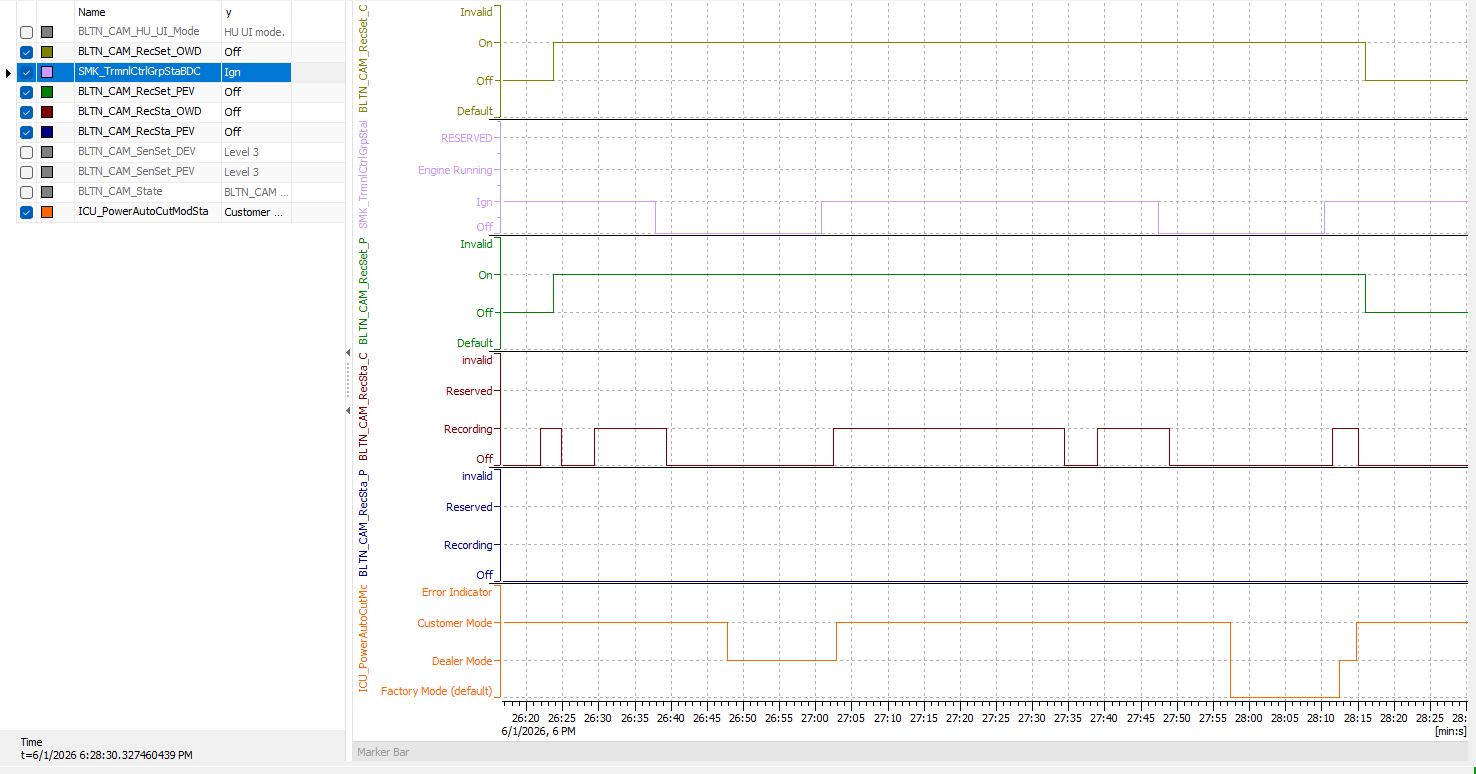 Name y
BLTN_CAM_HU_UI_Mode HU UI mode.
BLTN_CAM_RecSet_OWD Off
SMK_TrmnlCtrlGrpStaBDC Ign
BLTN_CAM_RecSet_PEV Off
BLTN_CAM_RecSta_OWD Off
BLTN_CAM_RecSta_PEV Off
BLTN_CAM_SenSet_DEV Level 3
BLTN_CAM_SenSet_PEV Level 3
BLTN_CAM_State BLTN_CAM ...
ICU_PowerAutoCutModSta Customer ...
Time
t=6/1/2026 6:28:30.327460439 PM
BLTN_CAM_RecSet_C
Invalid
On
Off
Default
SMK_TrmnlCtrlGrpStal
RESERVED
Engine Running
Ign
Off
BLTN_CAM_RecSet_P
Invalid
On
Off
Default
BLTN_CAM_RecSta_C
invalid
Reserved
Recording
Off
BLTN_CAM_RecSta_P
invalid
Reserved
Recording
Off
ICU_PowerAutoCutMc
Error Indicator
Customer Mode
Dealer Mode
Factory Mode (default)
26:20 26:25 26:30 26:35 26:40 26:45 26:50 26:55 27:00 27:05 27:10 27:15 27:20 27:25 27:30 27:35 27:40 27:45 27:50 27:55 28:00 28:05 28:10 28:15 28:20 28:25 28:
6/1/2026, 6 PM [min:s]
Marker Bar